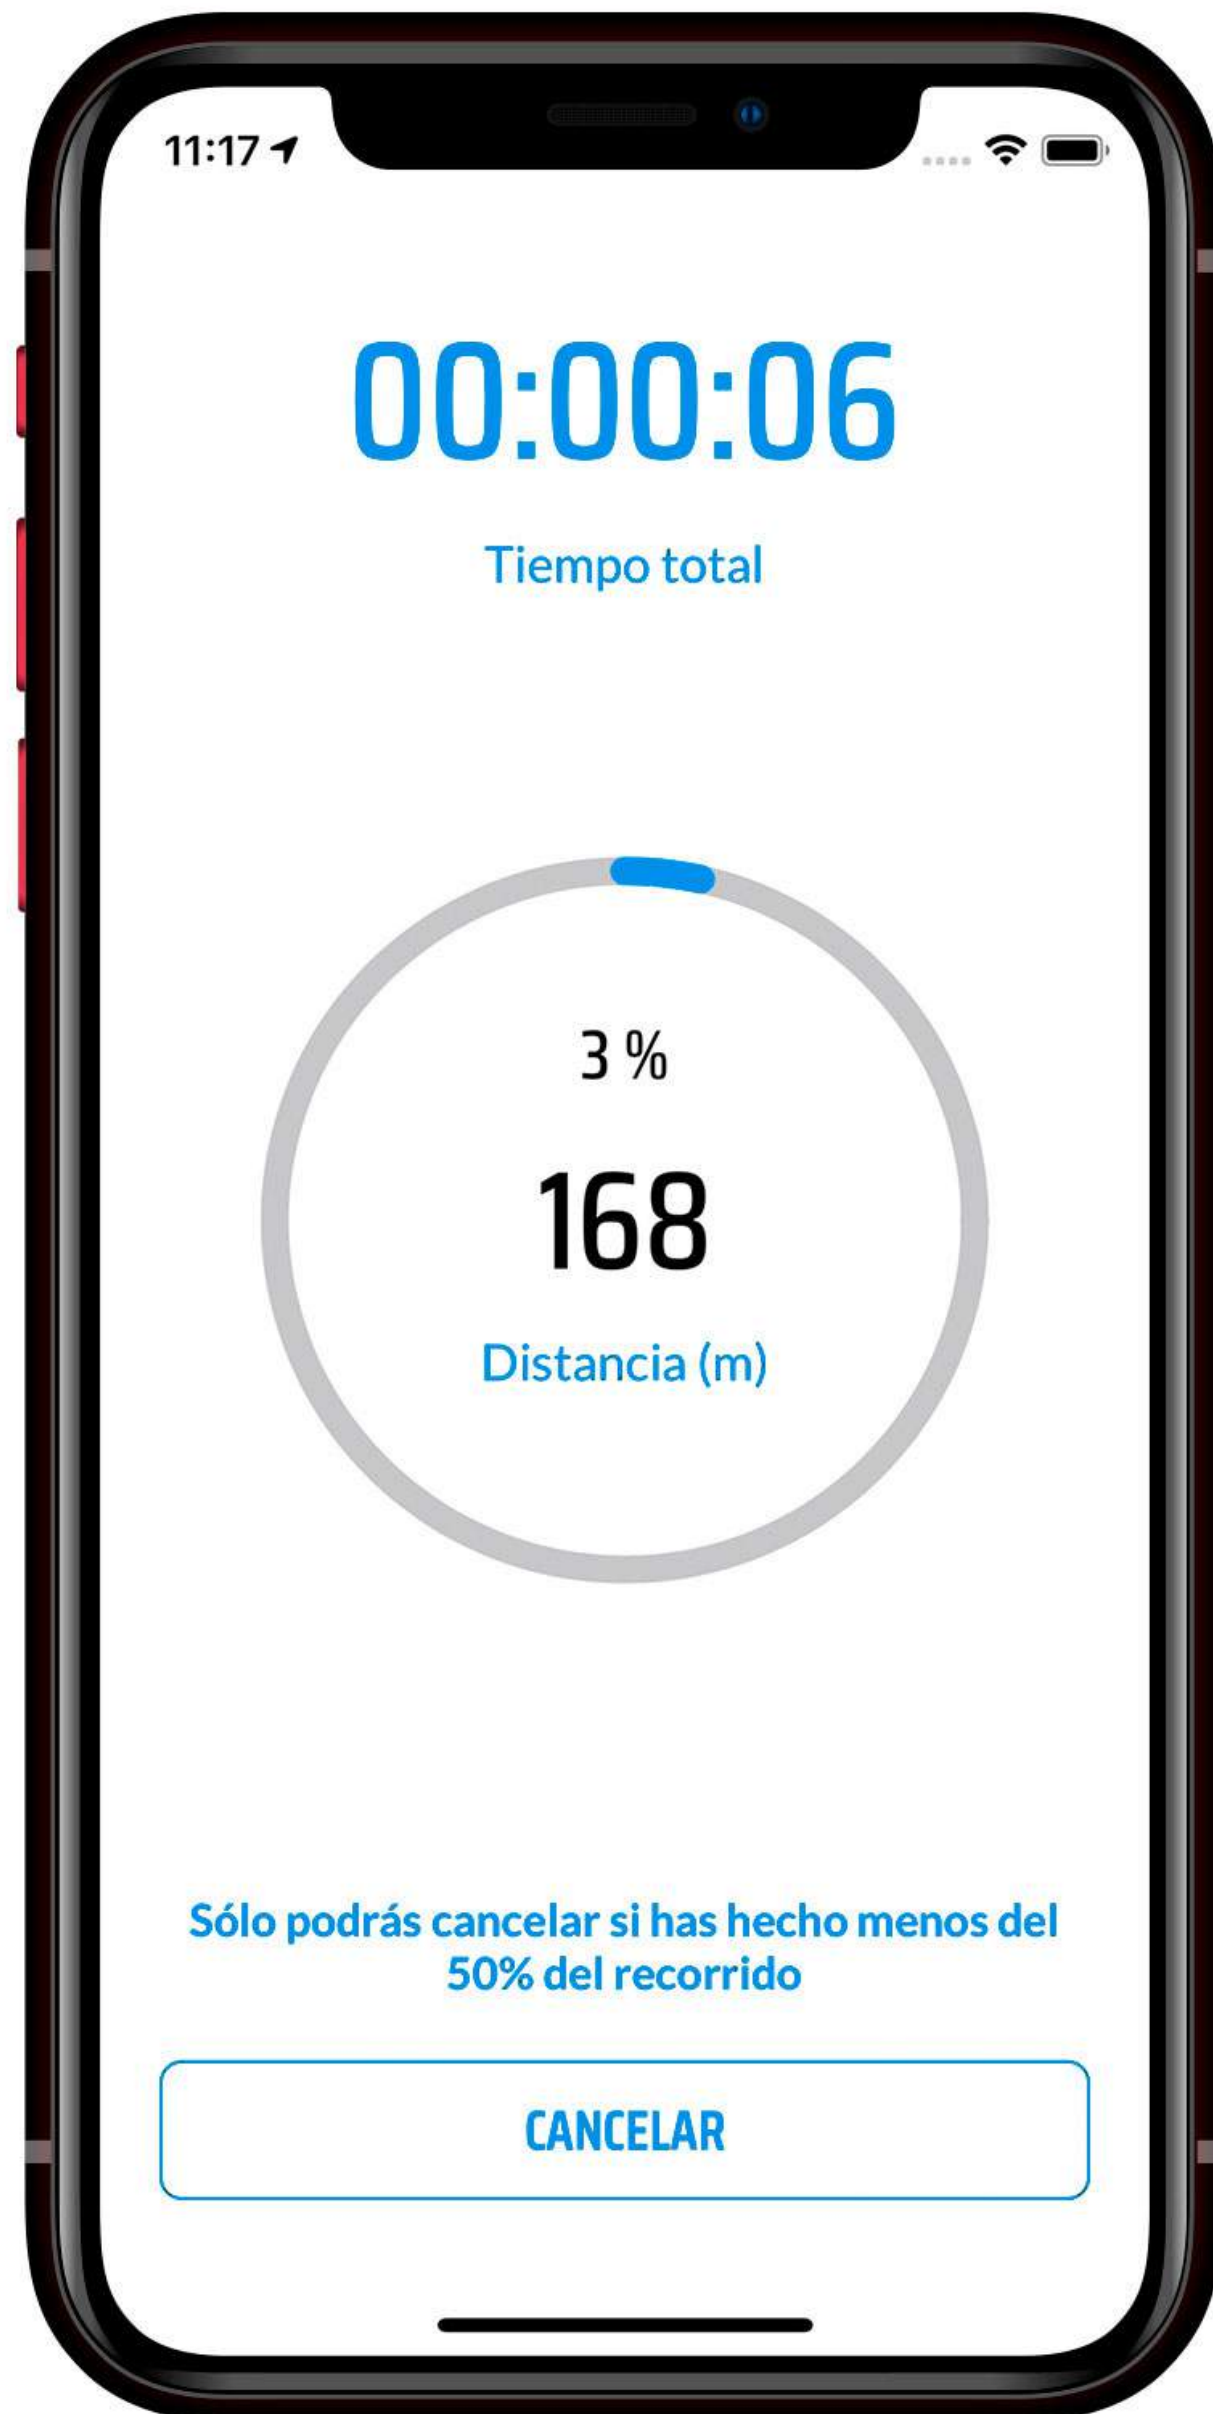 11:17
00:00:06
Tiempo total
3 %
168
Distancia (m)
Sólo podrás cancelar si has hecho menos del
50% del recorrido
CANCELAR